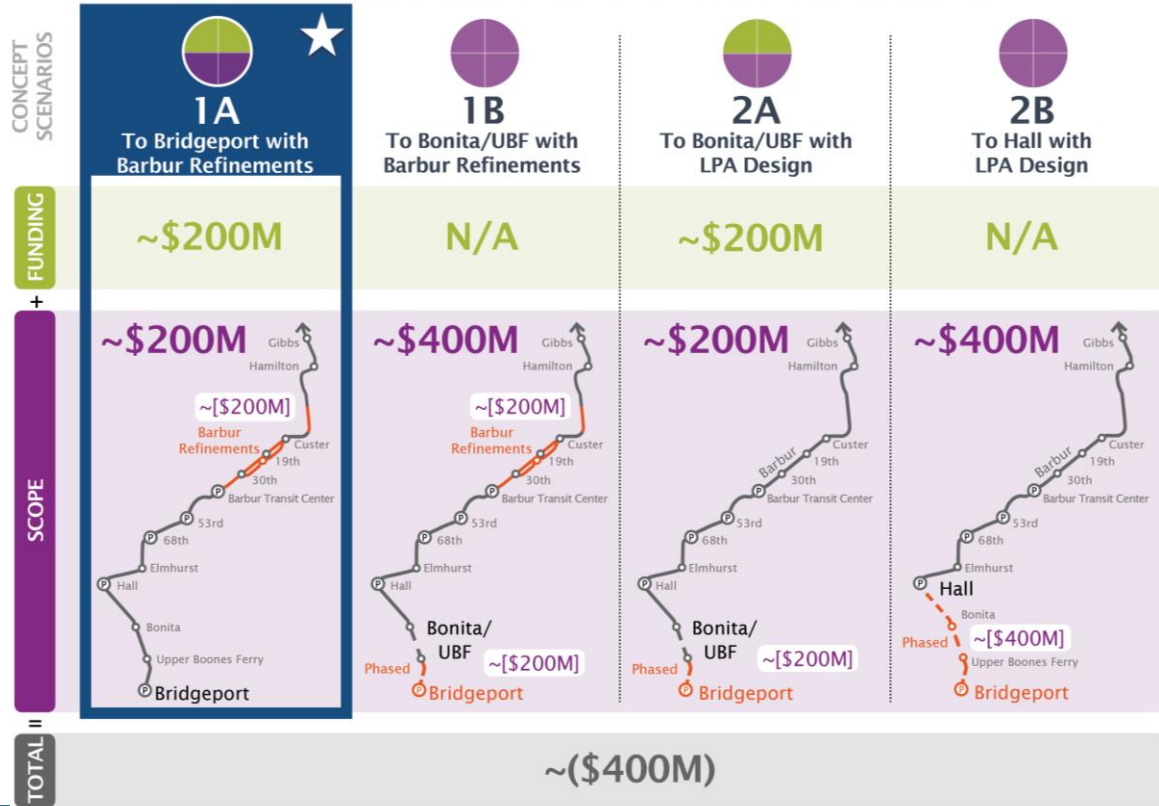 CONCEPT
SCENARIOS
1A
To Bridgeport with
Barbur Refinements
1B
To Bonita/UBF with
Barbur Refinements
2A
To Bonita/UBF with
LPA Design
2B
To Hall with
LPA Design
FUNDING
~$200M
N/A
~$200M
N/A
+
SCOPE
~$200M
Gibbs
Hamilton
~[$200M]
Barbur
Refinements
Custer
19th
30th
Barbur Transit Center
P
P
53rd
P
68th
Elmhurst
P
Hall
Bonita
Upper Boones Ferry
P
Bridgeport
~$400M
Gibbs
Hamilton
~[$200M]
Barbur
Refinements
Custer
19th
30th
Barbur Transit Center
P
P
53rd
P
68th
Elmhurst
P
Hall
Bonita/
UBF
Phased
~[$200M]
P
Bridgeport
~$200M
Gibbs
Hamilton
Barbur
Custer
19th
30th
Barbur Transit Center
P
P
53rd
P
68th
Elmhurst
P
Hall
Bonita/
UBF
Phased
~[$200M]
P
Bridgeport
~$400M
Gibbs
Hamilton
Barbur
Custer
19th
30th
Barbur Transit Center
P
P
53rd
P
68th
Elmhurst
P
Hall
Bonita
Phased
~[$400M]
Upper Boones Ferry
P
Bridgeport
=
TOTAL
~($400M)